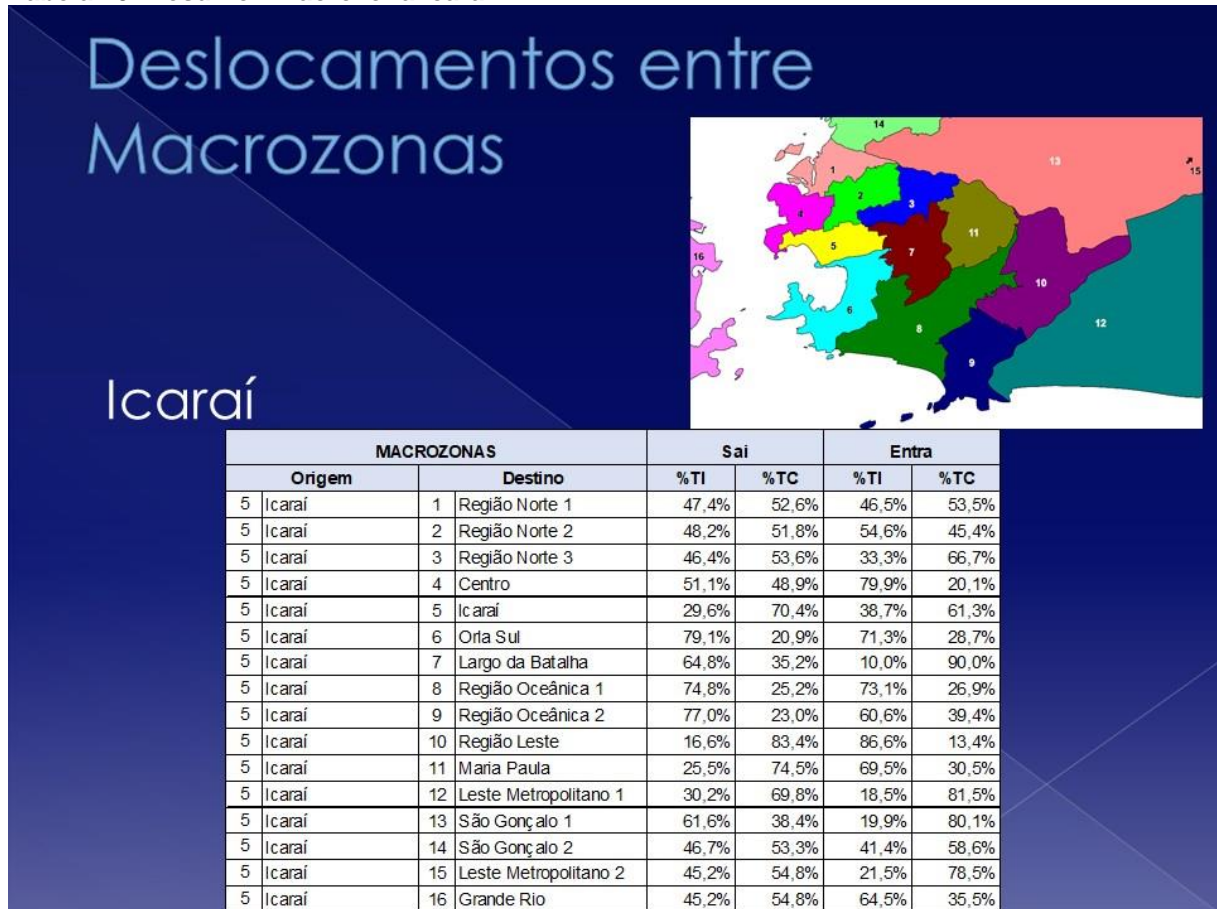 Deslocamentos entre
Macrozonas
14
13
15
1
2
3
4
5
11
7
16
10
6
8
12
9
Icaraí
MACROZONAS Sai Entra
Origem Destino %TI %TC %TI %TC
5 Icaraí 1 Região Norte 1 47,4% 52,6% 46,5% 53,5%
5 Icaraí 2 Região Norte 2 48,2% 51,8% 54,6% 45,4%
5 Icaraí 3 Região Norte 3 46,4% 53,6% 33,3% 66,7%
5 Icaraí 4 Centro 51,1% 48,9% 79,9% 20,1%
5 Icaraí 5 Icaraí 29,6% 70,4% 38,7% 61,3%
5 Icaraí 6 Orla Sul 79,1% 20,9% 71,3% 28,7%
5 Icaraí 7 Largo da Batalha 64,8% 35,2% 10,0% 90,0%
5 Icaraí 8 Região Oceânica 1 74,8% 25,2% 73,1% 26,9%
5 Icaraí 9 Região Oceânica 2 77,0% 23,0% 60,6% 39,4%
5 Icaraí 10 Região Leste 16,6% 83,4% 86,6% 13,4%
5 Icaraí 11 Maria Paula 25,5% 74,5% 69,5% 30,5%
5 Icaraí 12 Leste Metropolitano 1 30,2% 69,8% 18,5% 81,5%
5 Icaraí 13 São Gonçalo 1 61,6% 38,4% 19,9% 80,1%
5 Icaraí 14 São Gonçalo 2 46,7% 53,3% 41,4% 58,6%
5 Icaraí 15 Leste Metropolitano 2 45,2% 54,8% 21,5% 78,5%
5 Icaraí 16 Grande Rio 45,2% 54,8% 64,5% 35,5%